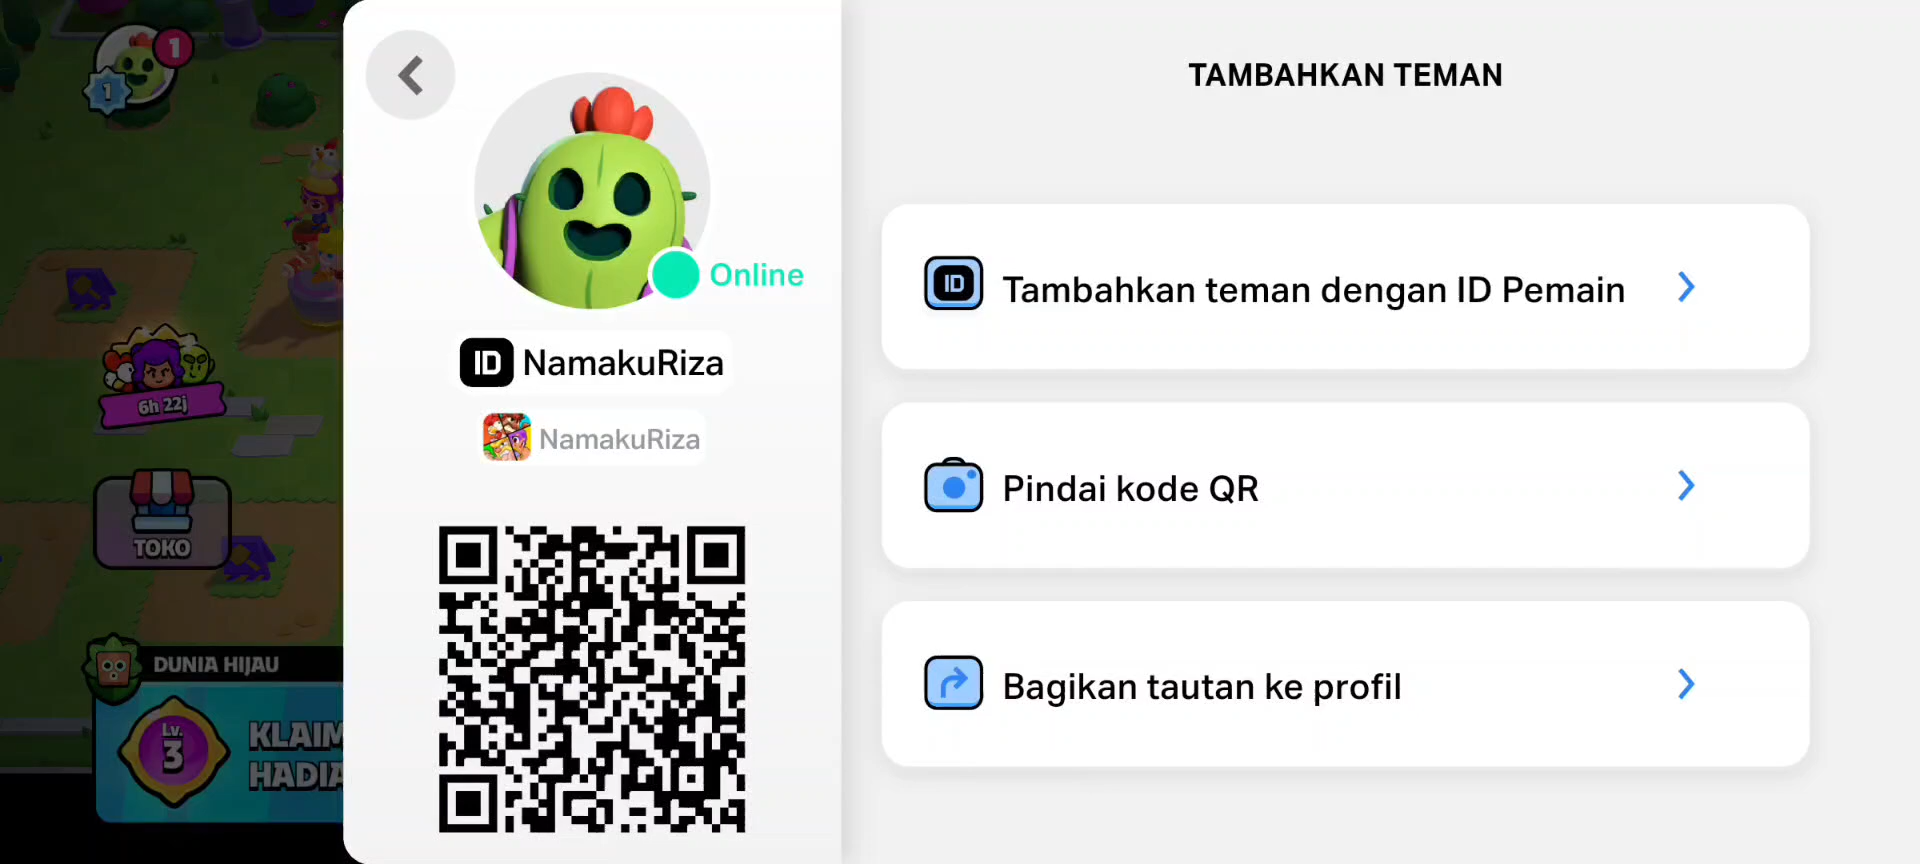 1
1
6h 22j
TOKO
DUNIA HIJAU
Lv.
3
KLAIM
HADIA
Online
ID NamakuRiza
NamakuRiza
TAMBAHKAN TEMAN
ID Tambahkan teman dengan ID Pemain
Pindai kode QR
Bagikan tautan ke profil